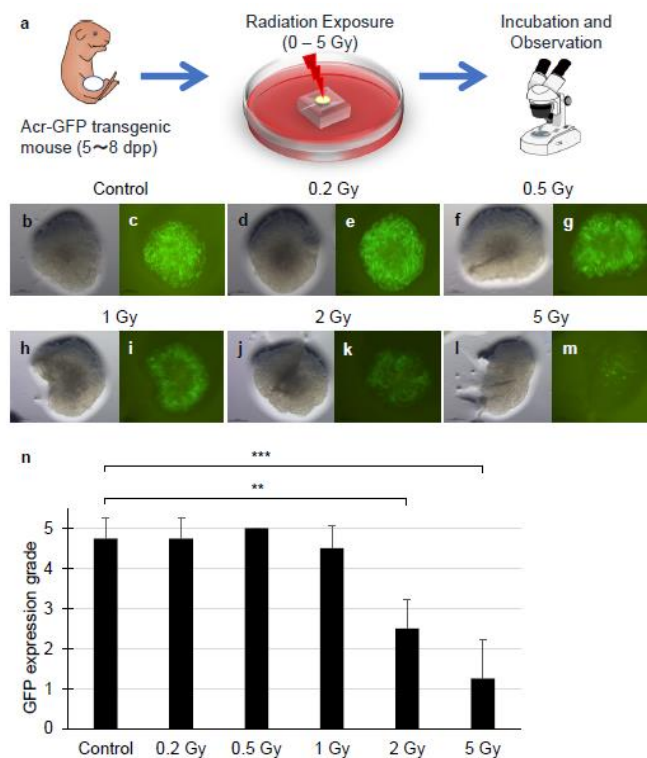 a
Radiation Exposure
(0 – 5 Gy)
Incubation and
Observation
Acr-GFP transgenic
mouse (5～8 dpp)
Control 0.2 Gy 0.5 Gy
b c d e f g
1 Gy 2 Gy 5 Gy
h i j k l m
n
***
**
GFP expression grade
5
4
3
2
1
0
Control 0.2 Gy 0.5 Gy 1 Gy 2 Gy 5 Gy